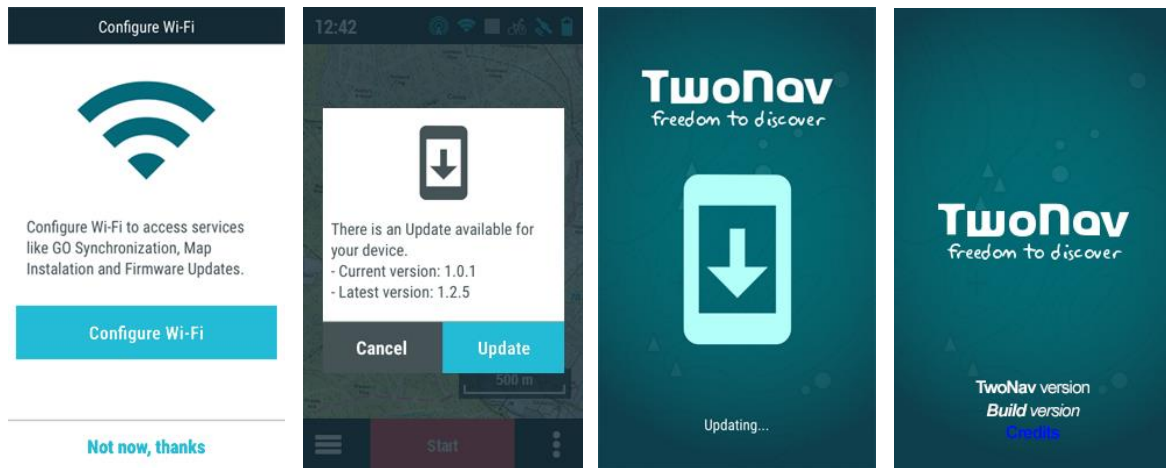 Configure Wi-Fi
Configure Wi-Fi to access services
like GO Synchronization, Map
Instalation and Firmware Updates.
Configure Wi-Fi
Not now, thanks
12:42
There is an Update available for
your device.
- Current version: 1.0.1
- Latest version: 1.2.5
Cancel
Update
500 m
Start
TwoNav
freedom to discover
Updating...
TwoNav
freedom to discover
TwoNav version
Build version
Credits